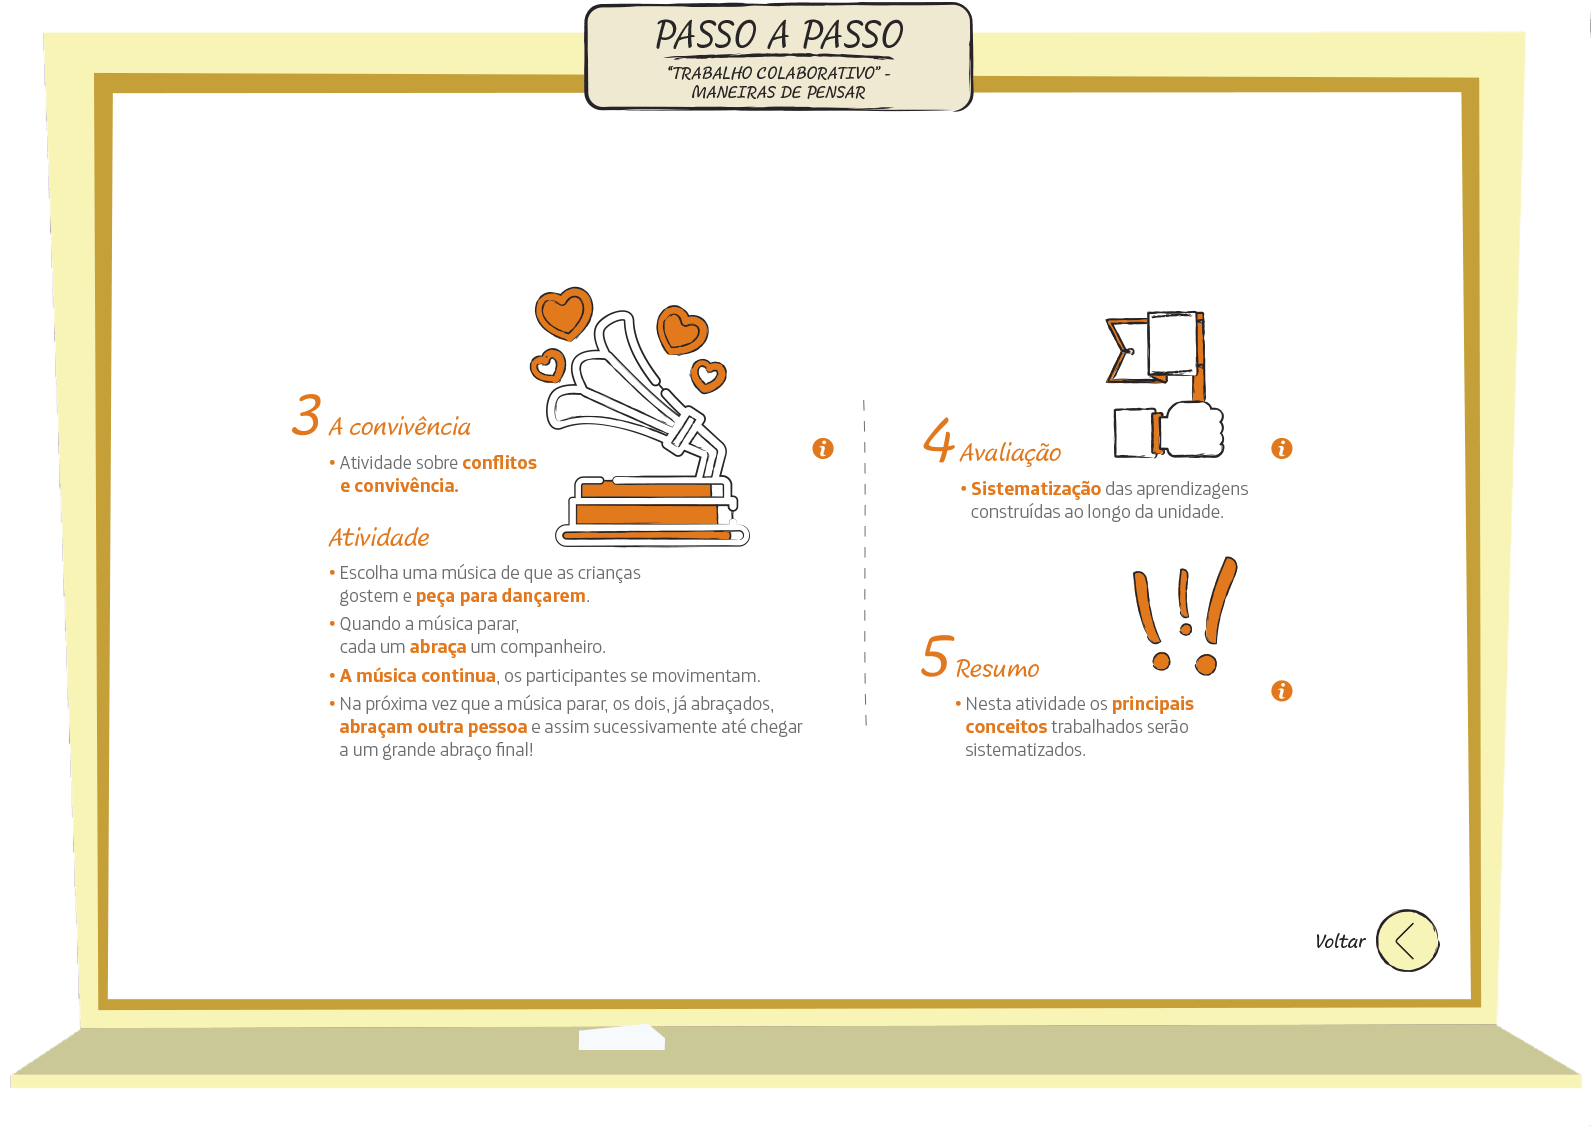 PASSO A PASSO
“TRABALHO COLABORATIVO” -
MANEIRAS DE PENSAR
3 A convivência
• Atividade sobre conflitos
e convivência.
Atividade
• Escolha uma música de que as crianças
gostem e peça para dançarem.
• Quando a música parar,
cada um abraça um companheiro.
• A música continua, os participantes se movimentam.
• Na próxima vez que a música parar, os dois, já abraçados,
abraçam outra pessoa e assim sucessivamente até chegar
a um grande abraço final!
i
4 Avaliação
• Sistematização das aprendizagens
construídas ao longo da unidade.
i
5 Resumo
• Nesta atividade os principais
conceitos trabalhados serão
sistematizados.
i
Voltar